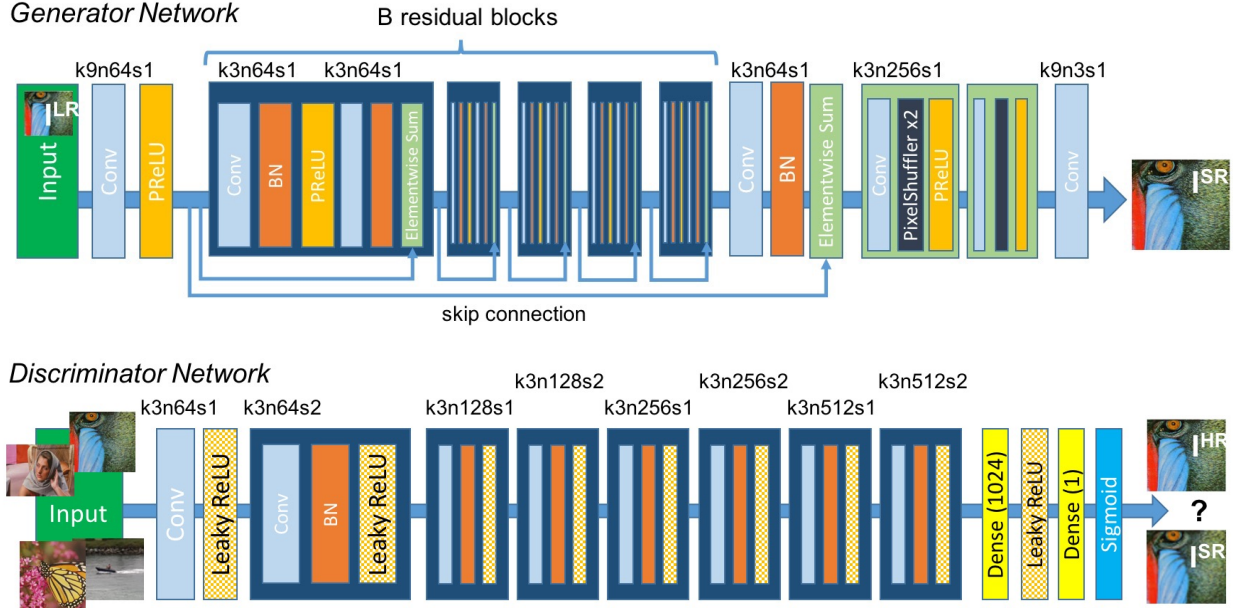 Generator Network
B residual blocks
k9n64s1
k3n64s1
k3n64s1
k3n64s1
k3n256s1
k9n3s1
I^LR
Input
Conv
PReLU
Conv
BN
PReLU
Elementwise Sum
Conv
BN
Elementwise Sum
Conv
PixelShuffler x2
PReLU
Conv
I^SR
skip connection
Discriminator Network
k3n128s2
k3n256s2
k3n512s2
k3n64s1
k3n64s2
k3n128s1
k3n256s1
k3n512s1
Input
Conv
Leaky ReLU
Conv
BN
Leaky ReLU
Dense (1024)
Leaky ReLU
Dense (1)
Sigmoid
I^HR
?
I^SR